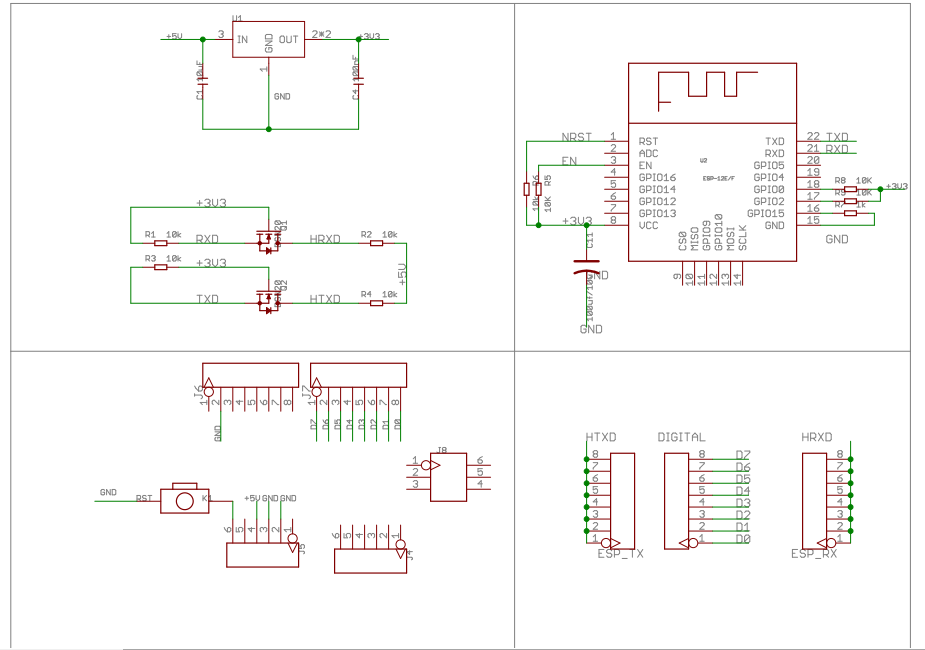 U1
+5V 3 IN GND OUT 2*2 +3V3
1
C1 10uF
C4
GND
+3V3
R1 10k RXD Q1 HRXD R2 10k
R3 10k +3V3
+5V
TXD Q2 HTXD R4 10k
NRST 1 RST
2 ADC
EN 3 EN
4 GPIO16
5 GPIO14
6 GPIO12
7 GPIO13
+3V3 8 VCC
R6 10k
R5 10K
U2
ESP-12E/F
TXD 22 TXD
RXD 21 RXD
GPIO5 20
GPIO4 19
GPIO0 18 R8 10K +3V3
GPIO2 17 R9 10K
GPIO15 16 R7 1k
GND 15
GND
CS0 MISO GPIO9 GPIO10 MOSI SCLK
9 10 11 12 13 14
C11
GND
100uf/10v
GND
J6
1 2 3 4 5 6 7 8
GND
J7
1 2 3 4 5 6 7 8
D7 D6 D5 D4 D3 D2 D1 D0
J8
1 6
2 5
3 4
GND RST K1 +5V GND GND
6 5 4 3 2 1
J5
6 5 4 3 2 1
J4
HTXD
8
7
6
5
4
3
2
1
ESP_TX
DIGITAL
8 D7
7 D6
6 D5
5 D4
4 D3
3 D2
2 D1
1 D0
HRXD
8
7
6
5
4
3
2
1
ESP_RX